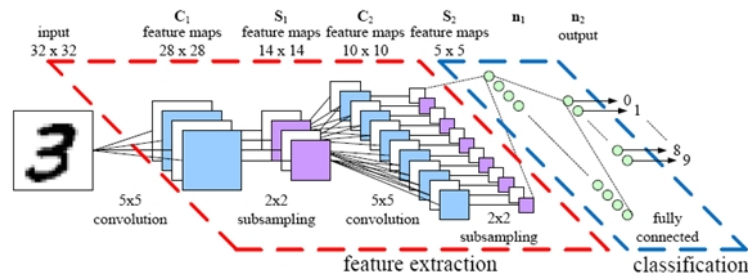 C₁ S₁ C₂ S₂ n₁ n₂
input feature maps feature maps feature maps feature maps output
32 x 32 28 x 28 14 x 14 10 x 10 5 x 5
3
0
1
8
9
5x5 2x2 5x5 2x2 fully
convolution subsampling convolution subsampling connected
feature extraction classification